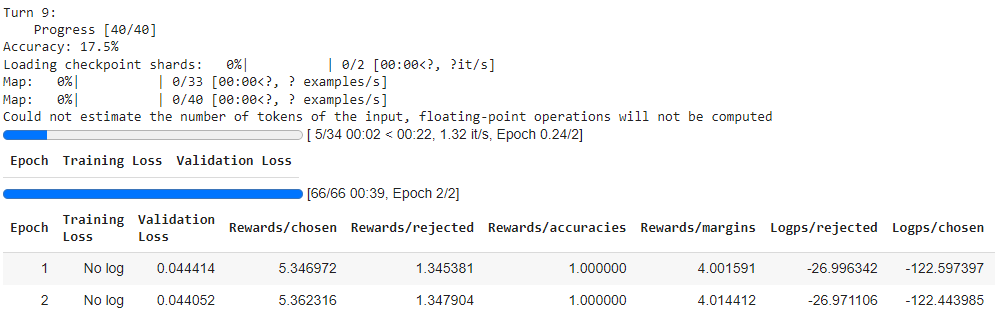 Turn 9:
Progress [40/40]
Accuracy: 17.5%
Loading checkpoint shards:   0%|          | 0/2 [00:00<?, ?it/s]
Map:   0%|          | 0/33 [00:00<?, ? examples/s]
Map:   0%|          | 0/40 [00:00<?, ? examples/s]
Could not estimate the number of tokens of the input, floating-point operations will not be computed
[ 5/34 00:02 < 00:22, 1.32 it/s, Epoch 0.24/2]
Epoch Training Loss Validation Loss
[66/66 00:39, Epoch 2/2]
Epoch Training Loss Validation Loss Rewards/chosen Rewards/rejected Rewards/accuracies Rewards/margins Logps/rejected Logps/chosen
1 No log 0.044414 5.346972 1.345381 1.000000 4.001591 -26.996342 -122.597397
2 No log 0.044052 5.362316 1.347904 1.000000 4.014412 -26.971106 -122.443985